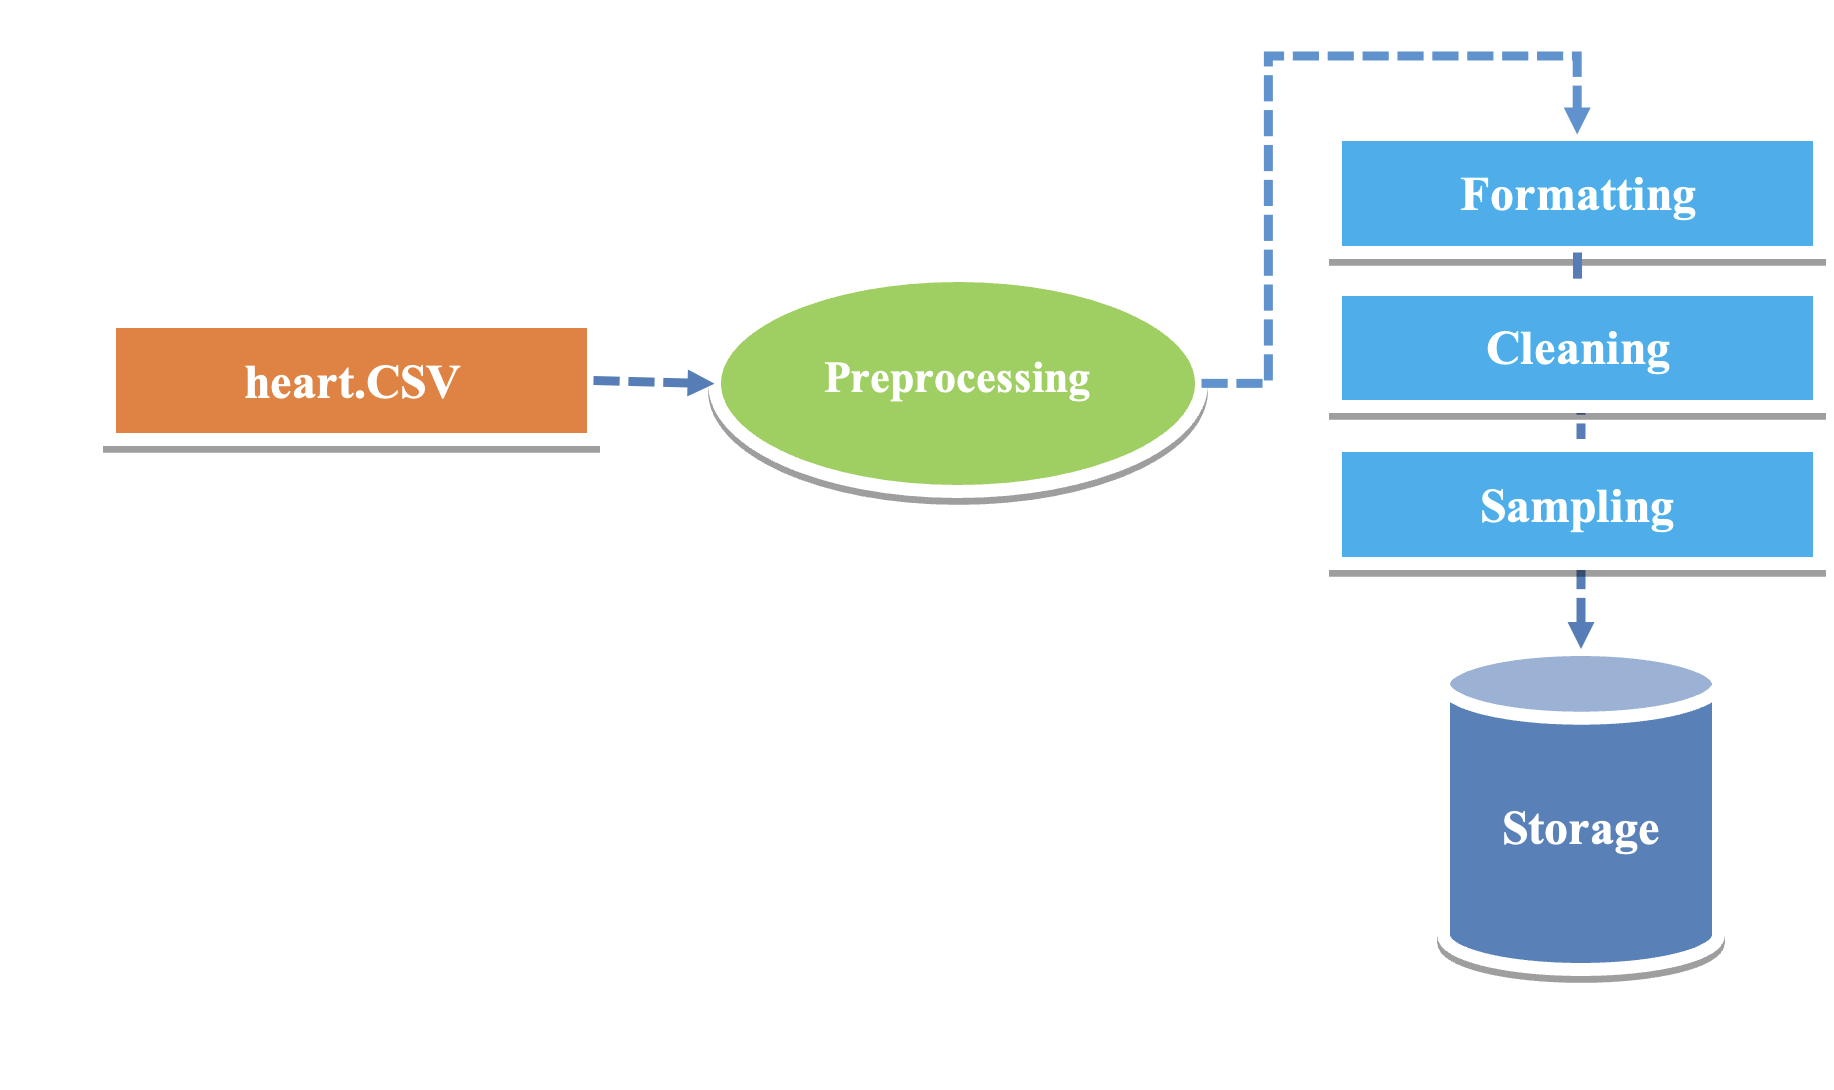 heart.CSV
Preprocessing
Formatting
Cleaning
Sampling
Storage